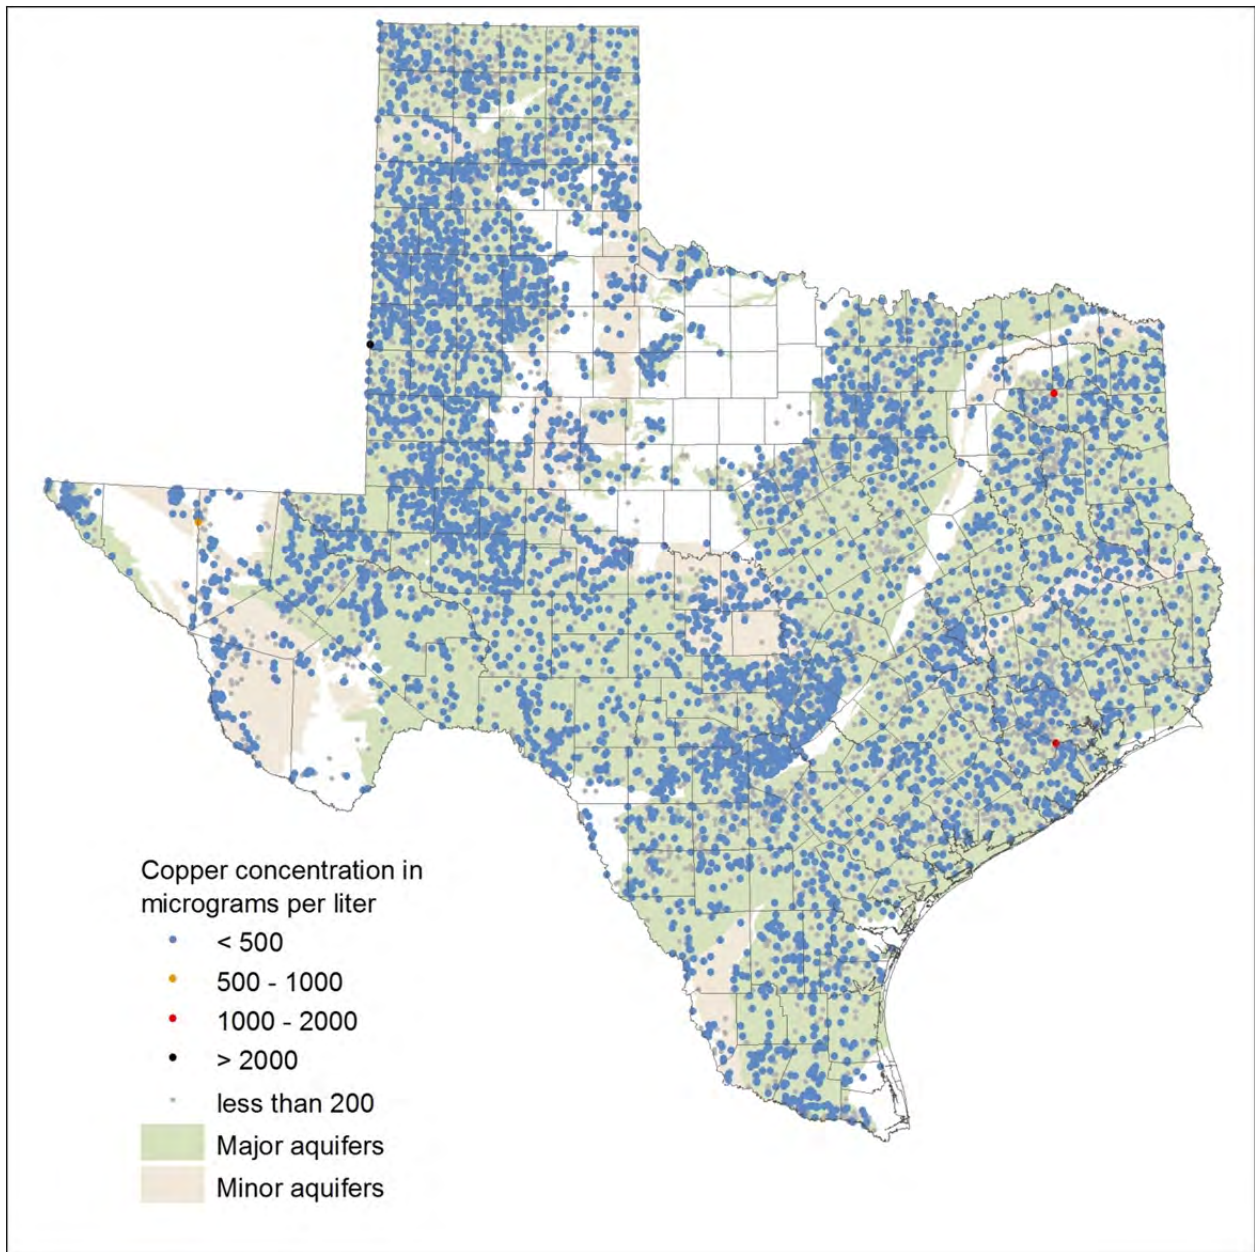 Copper concentration in
micrograms per liter
< 500
500 - 1000
1000 - 2000
> 2000
less than 200
Major aquifers
Minor aquifers